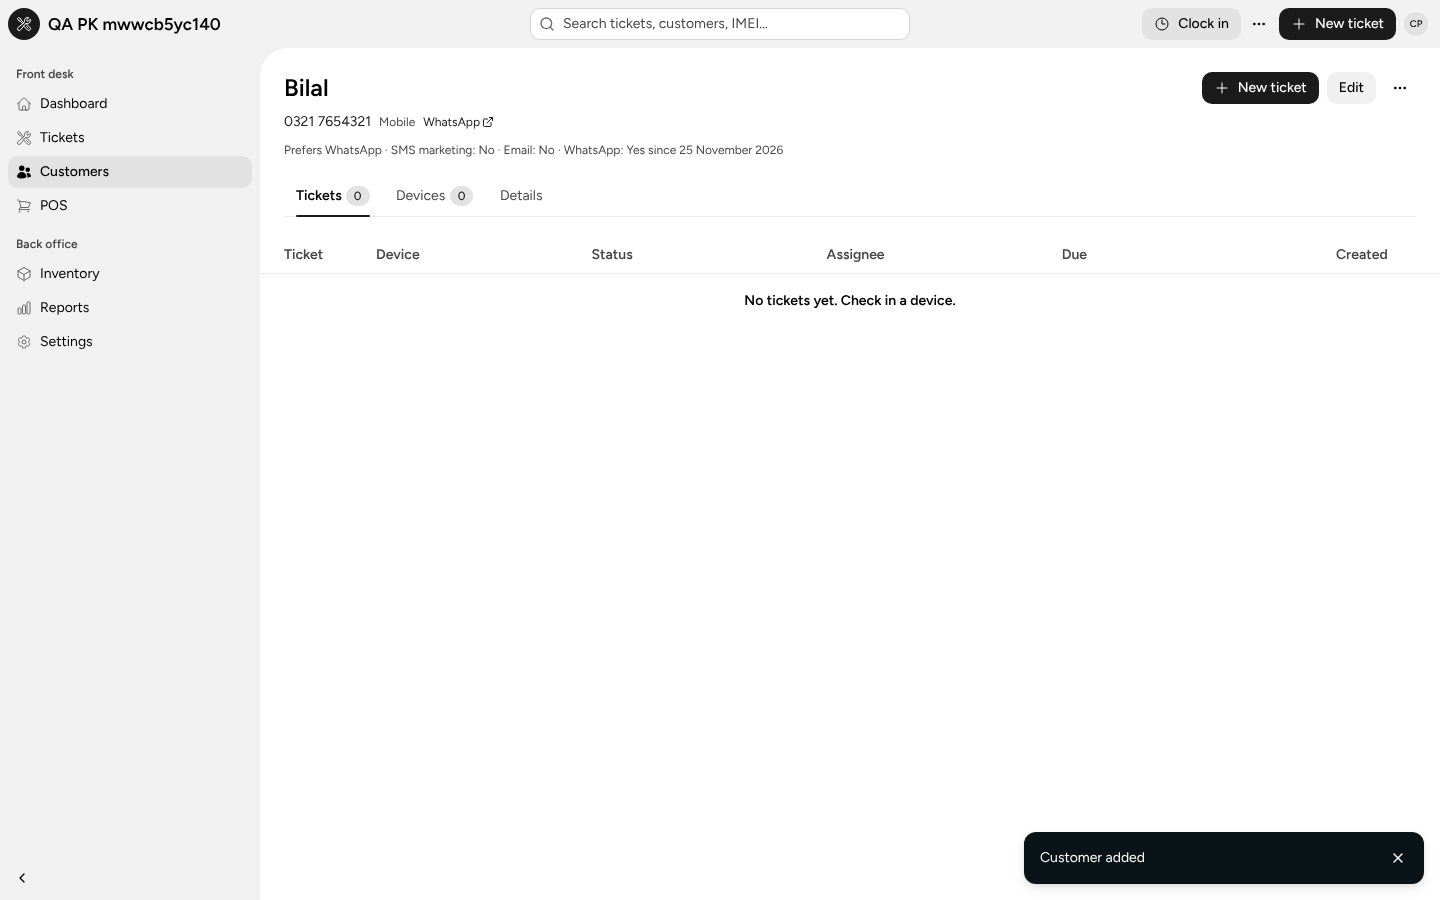 QA PK mwwcb5yc140
Search tickets, customers, IMEI...
Clock in
New ticket
CP
Front desk
Dashboard
Tickets
Customers
POS
Back office
Inventory
Reports
Settings
Bilal
New ticket
Edit
0321 7654321 Mobile WhatsApp
Prefers WhatsApp · SMS marketing: No · Email: No · WhatsApp: Yes since 25 November 2026
Tickets 0 Devices 0 Details
Ticket Device Status Assignee Due Created
No tickets yet. Check in a device.
Customer added